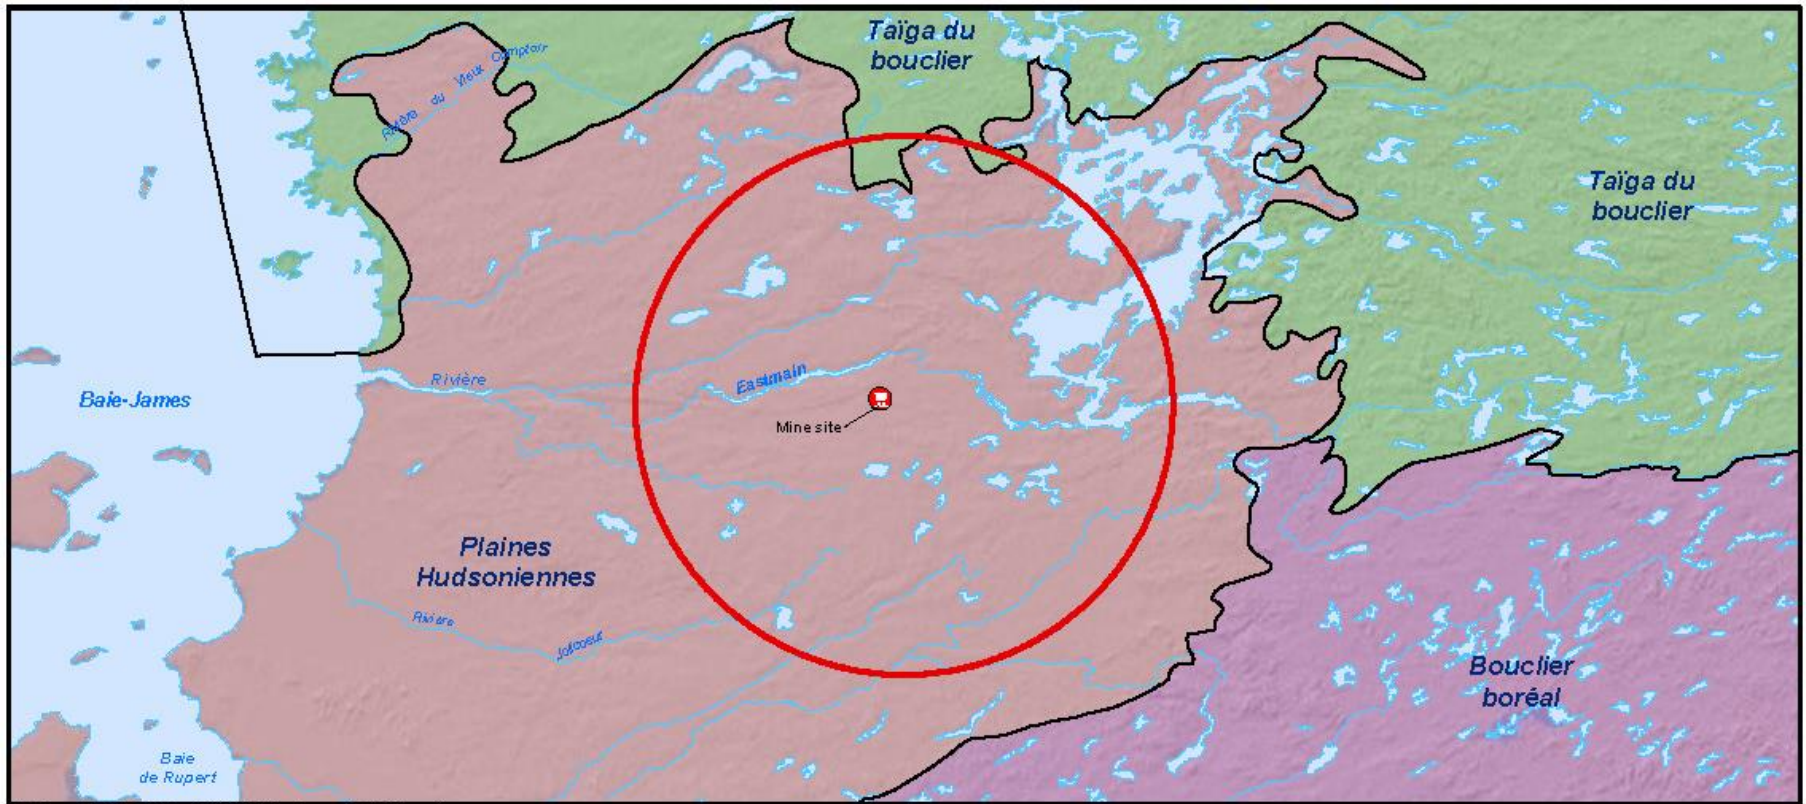 Taïga du
bouclier
Rivière du Vieux Comptoir
Taïga du
bouclier
Rivière
Eastmain
Baie-James
Mine site
Plaines
Hudsoniennes
Rivière
Jolicoeur
Bouclier
boréal
Baie
de Rupert